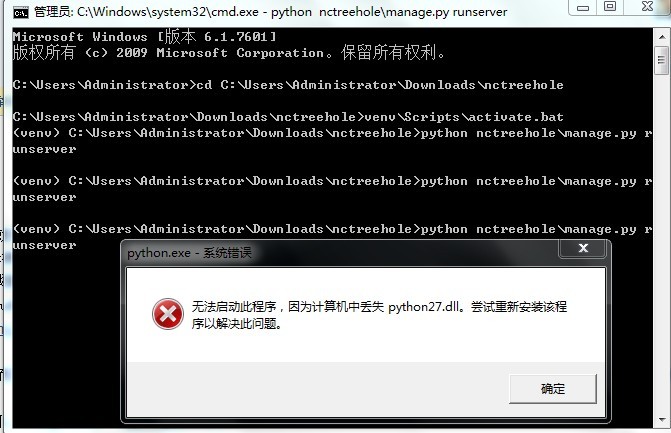 管理员: C:\Windows\system32\cmd.exe - python  nctreehole\manage.py runserver
Microsoft Windows [版本 6.1.7601]
版权所有 (c) 2009 Microsoft Corporation。保留所有权利。
C:\Users\Administrator>cd C:\Users\Administrator\Downloads\nctreehole
C:\Users\Administrator\Downloads\nctreehole>venv\Scripts\activate.bat
(venv) C:\Users\Administrator\Downloads\nctreehole>python nctreehole\manage.py r
unserver
(venv) C:\Users\Administrator\Downloads\nctreehole>python nctreehole\manage.py r
unserver
(venv) C:\Users\Administrator\Downloads\nctreehole>python nctreehole\manage.py r
unserver
python.exe - 系统错误
无法启动此程序，因为计算机中丢失 python27.dll。尝试重新安装该程
序以解决此问题。
确定